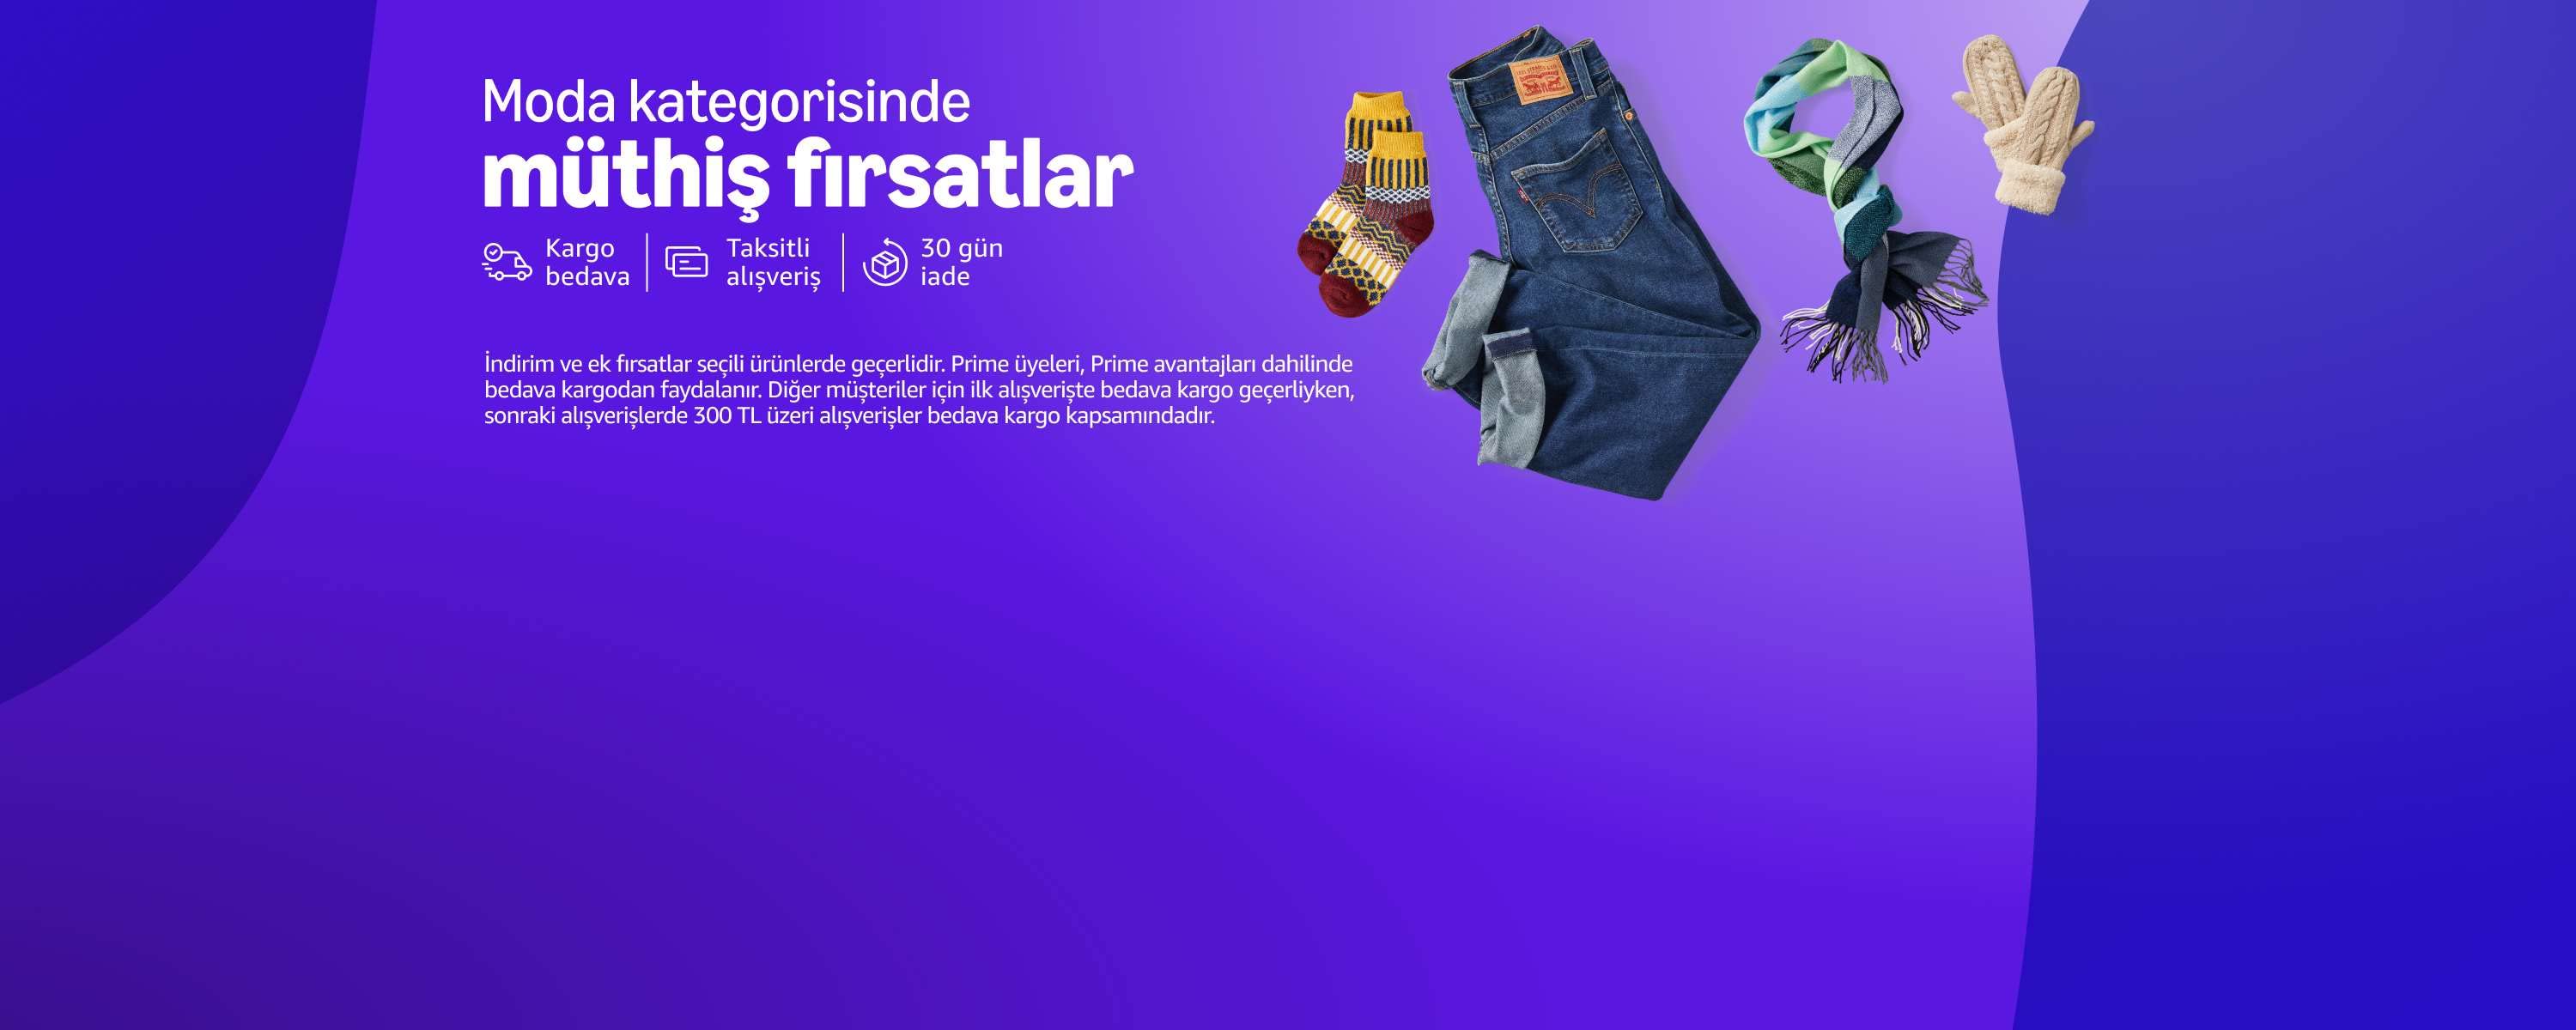 Moda kategorisinde
müthiş fırsatlar
Kargo
bedava
Taksitli
alışveriş
30 gün
iade
İndirim ve ek fırsatlar seçili ürünlerde geçerlidir. Prime üyeleri, Prime avantajları dahilinde
bedava kargodan faydalanır. Diğer müşteriler için ilk alışverişte bedava kargo geçerliyken,
sonraki alışverişlerde 300 TL üzeri alışverişler bedava kargo kapsamındadır.